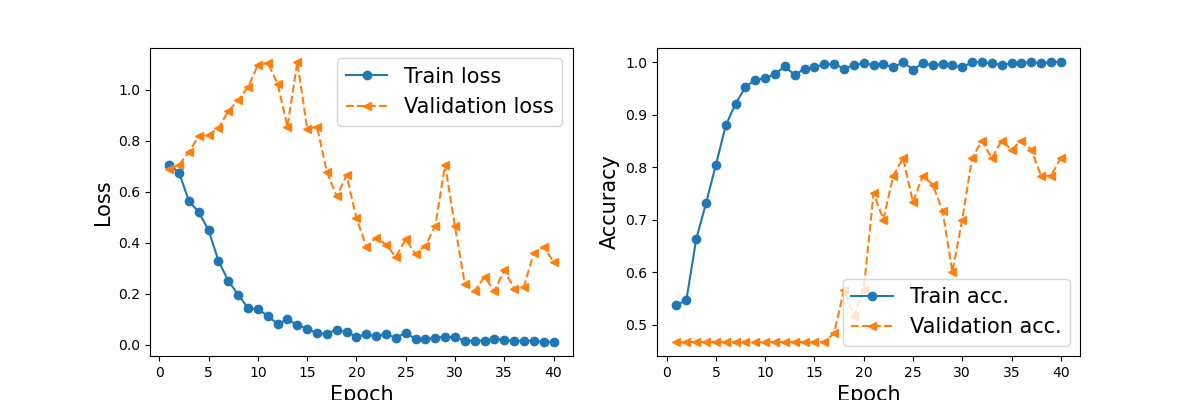 Train loss
Validation loss
Loss
1.0
0.8
0.6
0.4
0.2
0.0
0 5 10 15 20 25 30 35 40
Epoch
Accuracy
1.0
0.9
0.8
0.7
0.6
0.5
Train acc.
Validation acc.
0 5 10 15 20 25 30 35 40
Epoch